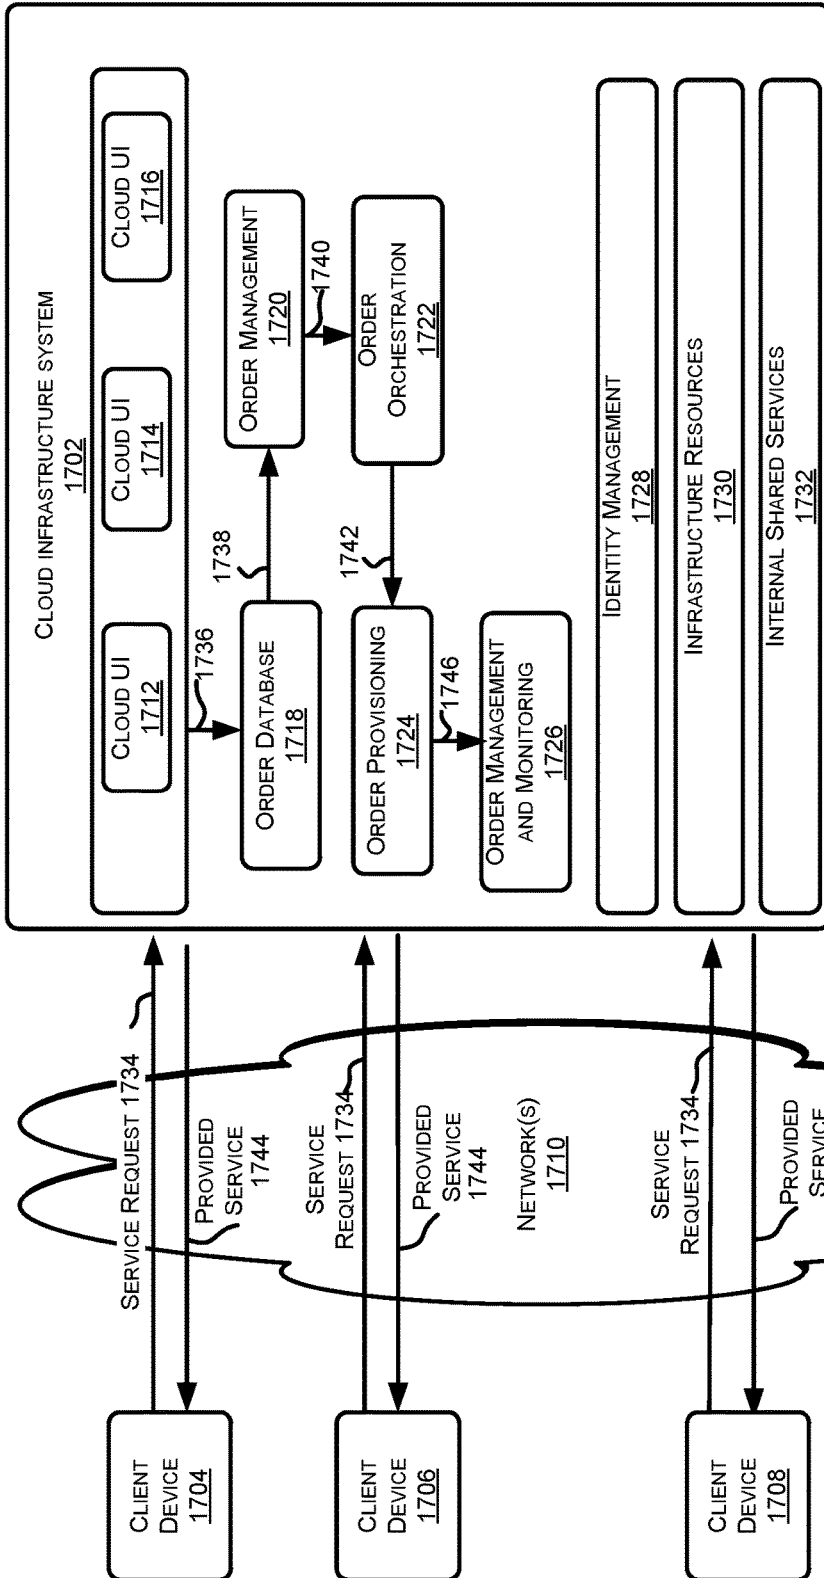 CLOUD INFRASTRUCTURE SYSTEM
1702
CLOUD UI
1712
CLOUD UI
1714
CLOUD UI
1716
1736
ORDER DATABASE
1718
1738
ORDER MANAGEMENT
1720
1740
ORDER
ORCHESTRATION
1722
1742
ORDER PROVISIONING
1724
1746
ORDER MANAGEMENT
AND MONITORING
1726
IDENTITY MANAGEMENT
1728
INFRASTRUCTURE RESOURCES
1730
INTERNAL SHARED SERVICES
1732
CLIENT
DEVICE
1704
SERVICE REQUEST 1734
PROVIDED
SERVICE
1744
CLIENT
DEVICE
1706
SERVICE
REQUEST 1734
PROVIDED
SERVICE
1744
NETWORK(S)
1710
CLIENT
DEVICE
1708
SERVICE
REQUEST 1734
PROVIDED
SERVICE